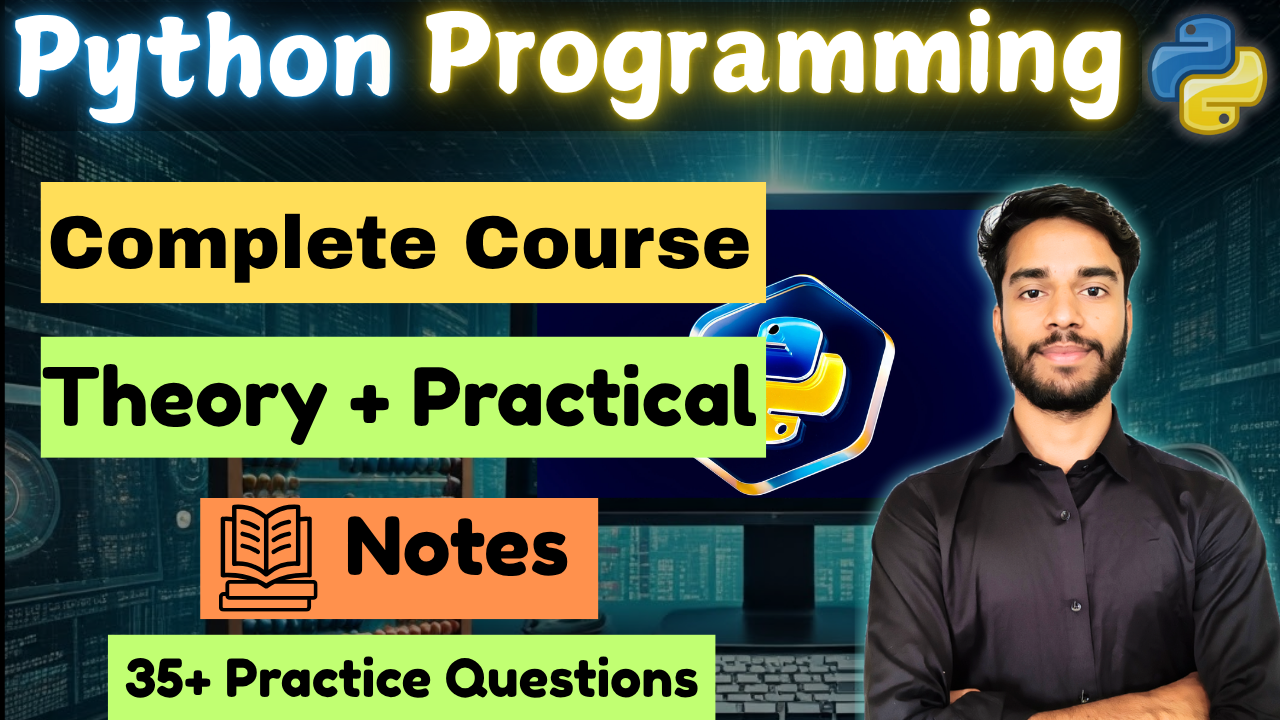 Python Programming
Complete Course
Theory + Practical
Notes
35+ Practice Questions